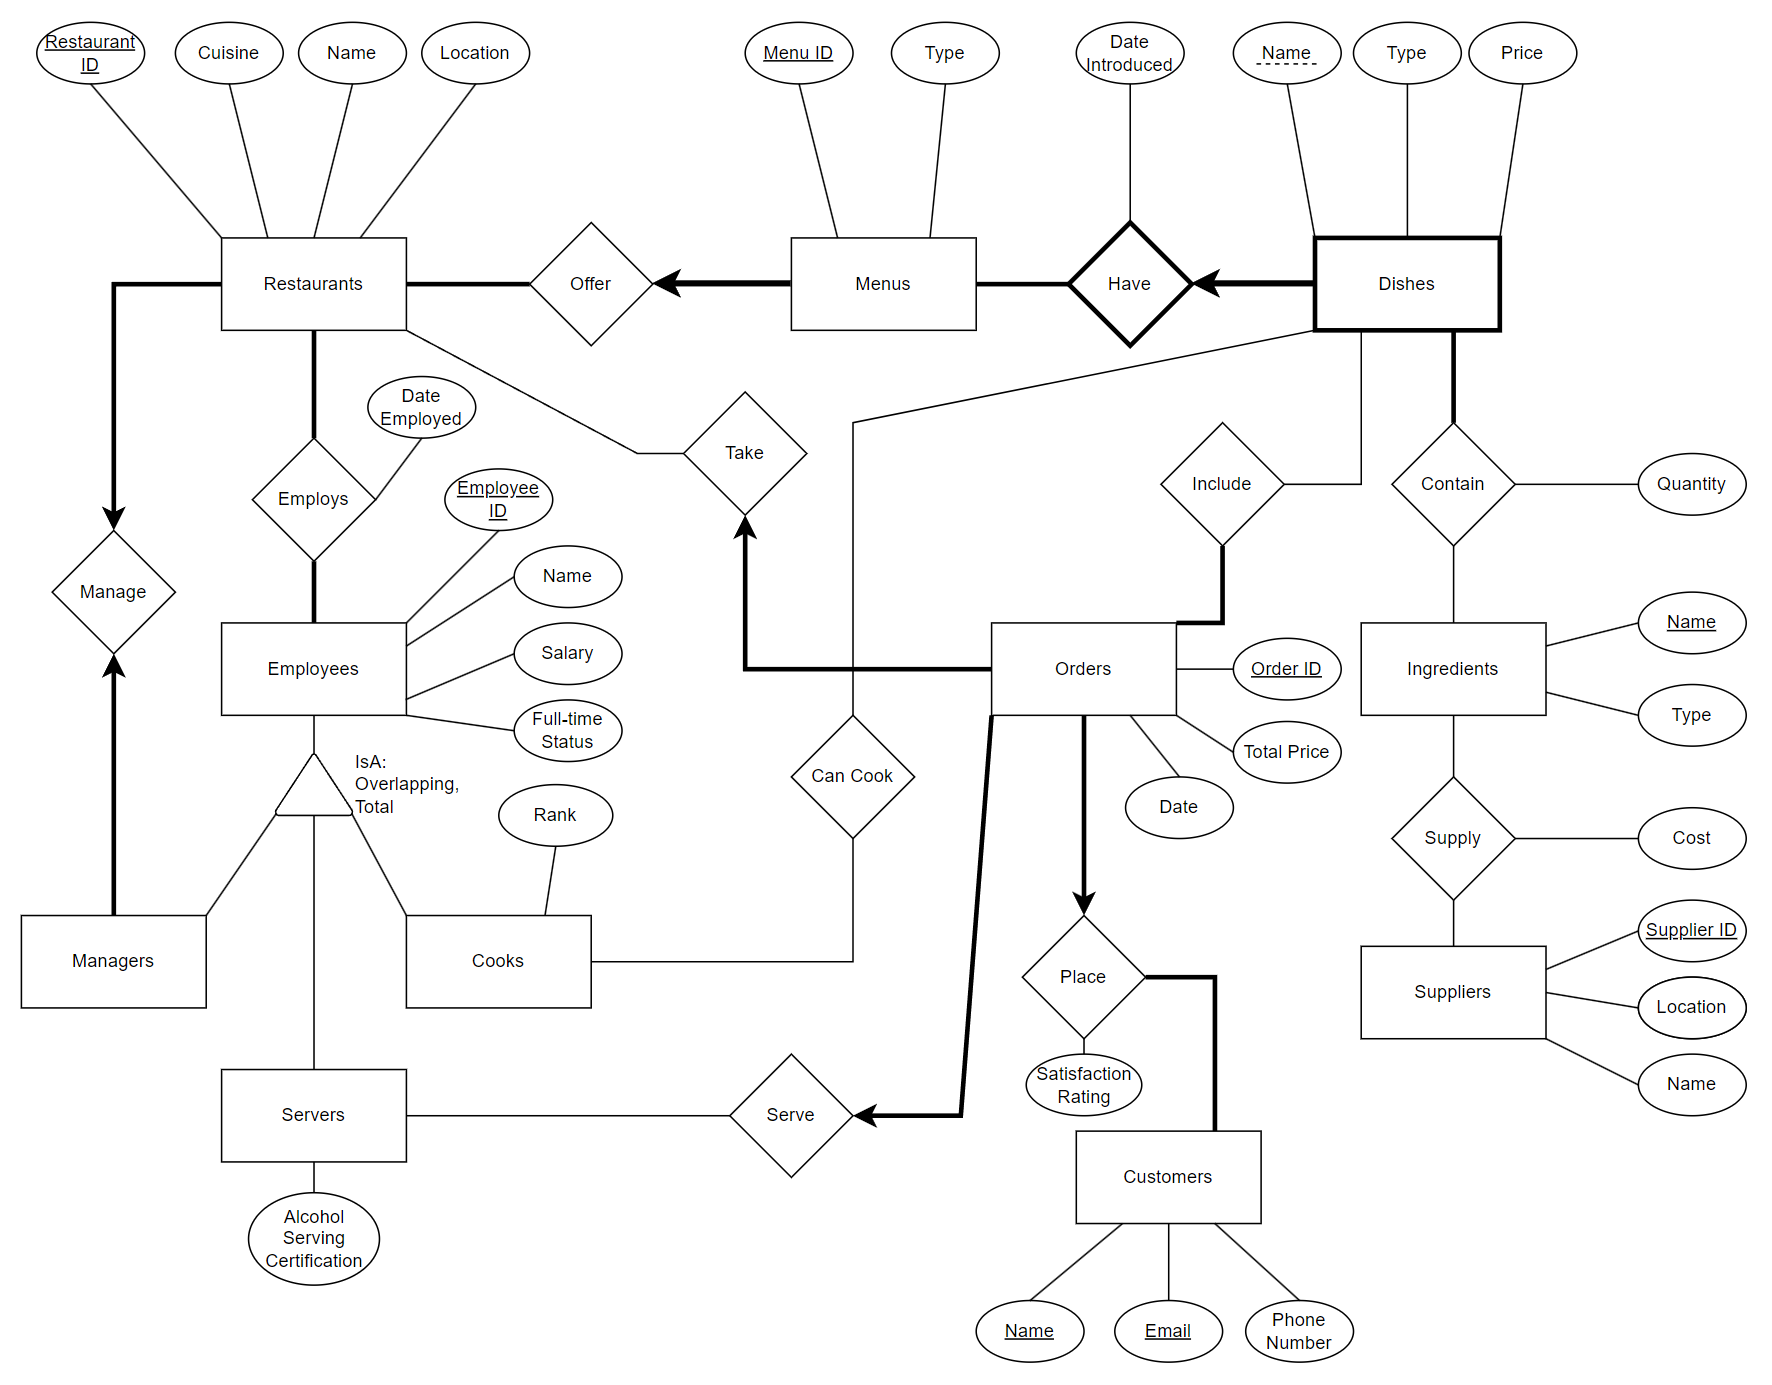 Restaurant
ID
Cuisine
Name
Location
Menu ID
Type
Date
Introduced
Name
Type
Price
Restaurants
Offer
Menus
Have
Dishes
Date
Employed
Take
Employs
Employee
ID
Include
Contain
Quantity
Manage
Name
Name
Employees
Salary
Orders
Order ID
Ingredients
Full-time
Status
Type
IsA:
Overlapping,
Total
Can Cook
Total Price
Rank
Date
Supply
Cost
Supplier ID
Managers
Cooks
Place
Suppliers
Location
Satisfaction
Rating
Name
Servers
Serve
Customers
Alcohol
Serving
Certification
Name
Email
Phone
Number